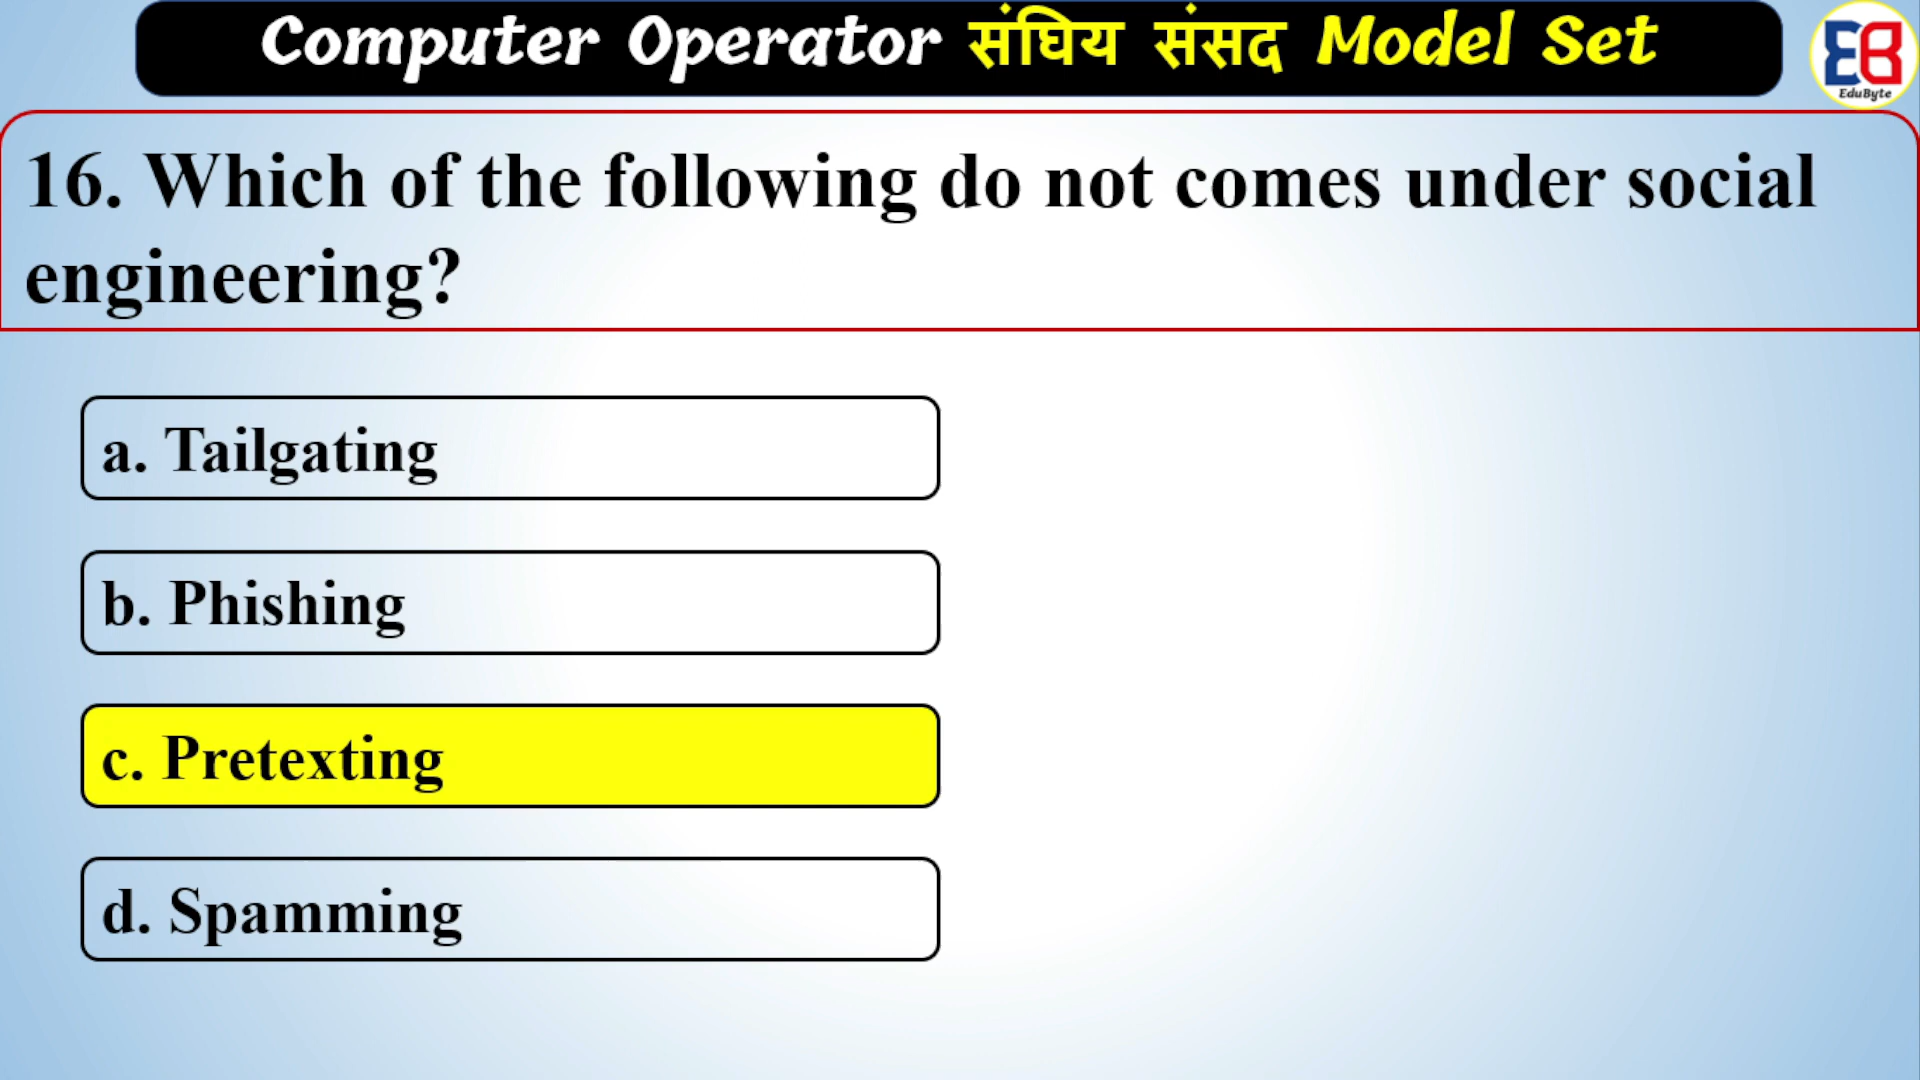 Computer Operator संघिय संसद Model Set
EB
EduByte
16. Which of the following do not comes under social
engineering?
a. Tailgating
b. Phishing
c. Pretexting
d. Spamming